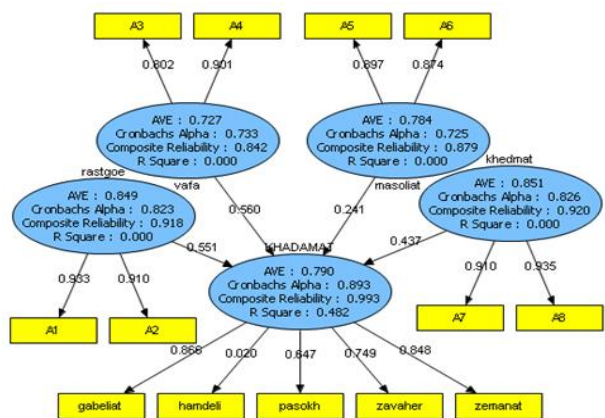 A3
A4
A5
A6
0.802
0.901
0.897
0.874
AVE : 0.727
Cronbachs Alpha : 0.733
Composite Reliability : 0.842
R Square : 0.000
vafa
AVE : 0.784
Cronbachs Alpha : 0.725
Composite Reliability : 0.879
R Square : 0.000
masoliat
rastgoe
AVE : 0.849
Cronbachs Alpha : 0.823
Composite Reliability : 0.918
R Square : 0.000
khedmat
AVE : 0.851
Cronbachs Alpha : 0.826
Composite Reliability : 0.920
R Square : 0.000
0.560
0.241
0.551
0.437
KHADAMAT
AVE : 0.790
Cronbachs Alpha : 0.893
Composite Reliability : 0.993
R Square : 0.482
0.933
0.910
0.910
0.935
A1
A2
A7
A8
0.866
0.020
0.647
0.749
0.848
gabeliat
hamdeli
pasokh
zavaher
zemanat